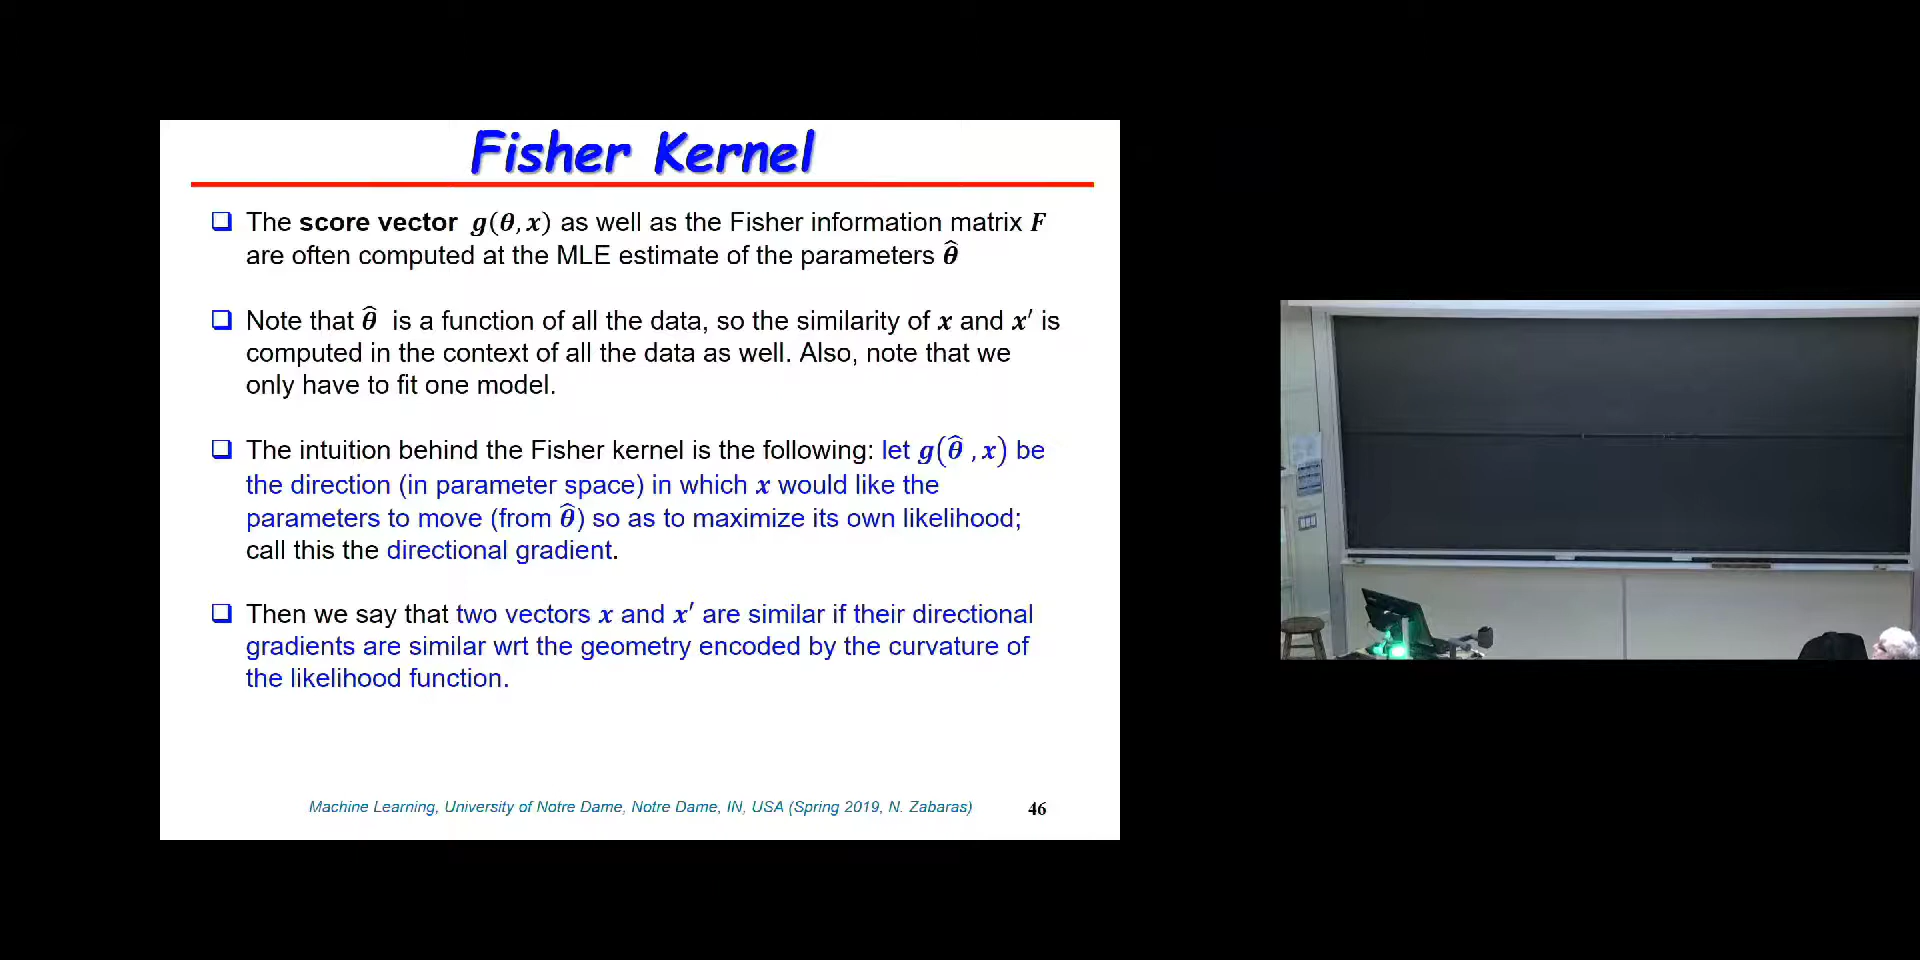 Fisher Kernel
❑ The score vector g(θ, x) as well as the Fisher information matrix F
are often computed at the MLE estimate of the parameters θ̂
❑ Note that θ̂ is a function of all the data, so the similarity of x and x′ is
computed in the context of all the data as well. Also, note that we
only have to fit one model.
❑ The intuition behind the Fisher kernel is the following: let g(θ̂ , x) be
the direction (in parameter space) in which x would like the
parameters to move (from θ̂) so as to maximize its own likelihood;
call this the directional gradient.
❑ Then we say that two vectors x and x′ are similar if their directional
gradients are similar wrt the geometry encoded by the curvature of
the likelihood function.
Machine Learning, University of Notre Dame, Notre Dame, IN, USA (Spring 2019, N. Zabaras) 46